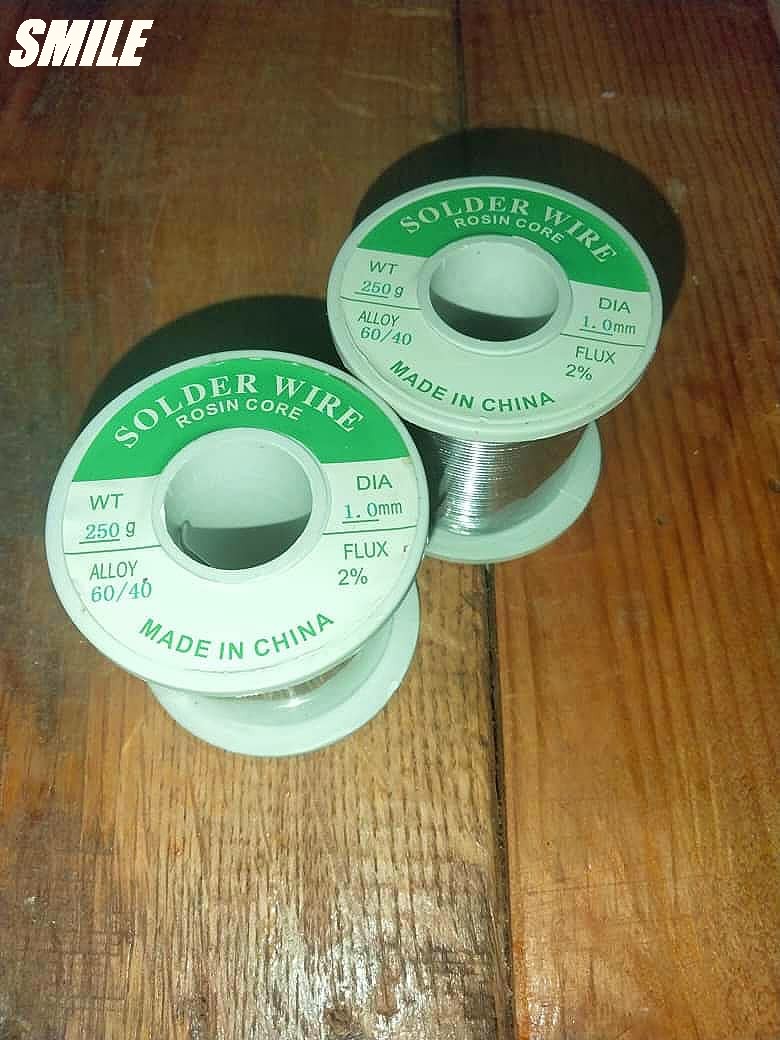 SMILE
SOLDER WIRE
ROSIN CORE
WT
250 g
DIA
1.0mm
ALLOY
60/40
FLUX
2%
MADE IN CHINA
SOLDER WIRE
ROSIN CORE
WT
250 g
DIA
1.0mm
ALLOY
60/40
FLUX
2%
MADE IN CHINA